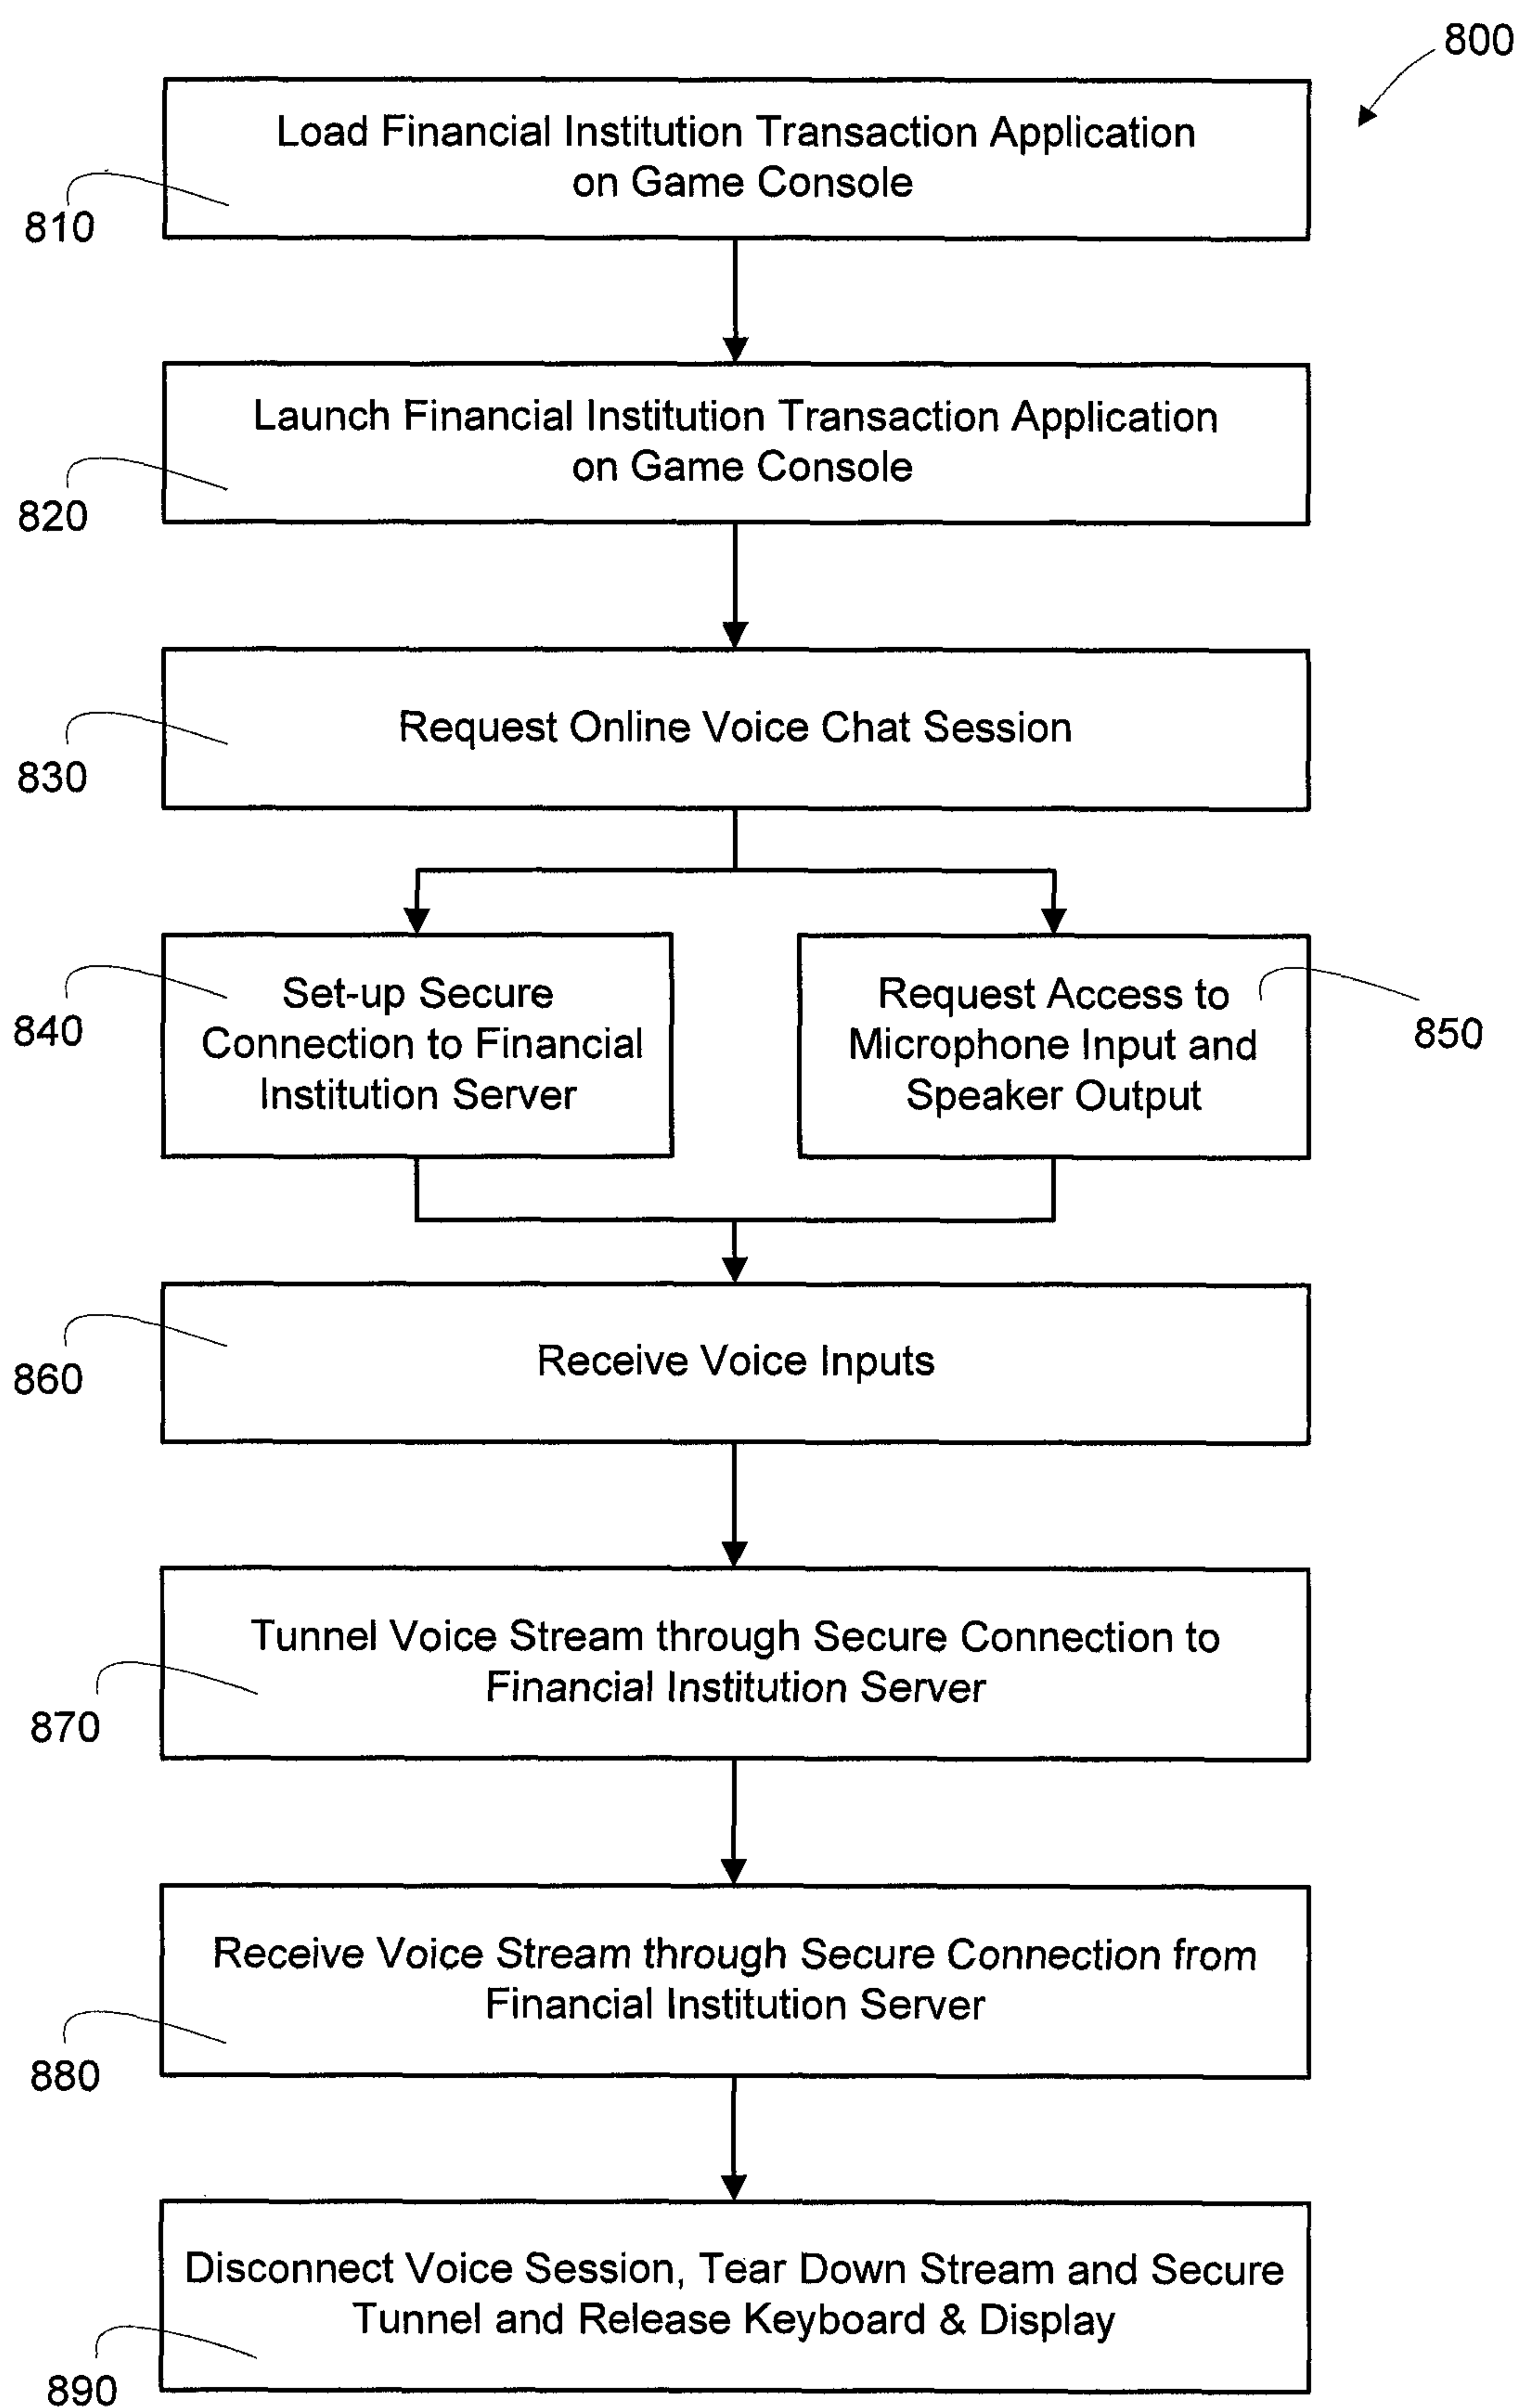 800
Load Financial Institution Transaction Application
on Game Console
810
Launch Financial Institution Transaction Application
on Game Console
820
Request Online Voice Chat Session
830
Set-up Secure
Connection to Financial
Institution Server
840
Request Access to
Microphone Input and
Speaker Output
850
Receive Voice Inputs
860
Tunnel Voice Stream through Secure Connection to
Financial Institution Server
870
Receive Voice Stream through Secure Connection from
Financial Institution Server
880
Disconnect Voice Session, Tear Down Stream and Secure
Tunnel and Release Keyboard & Display
890